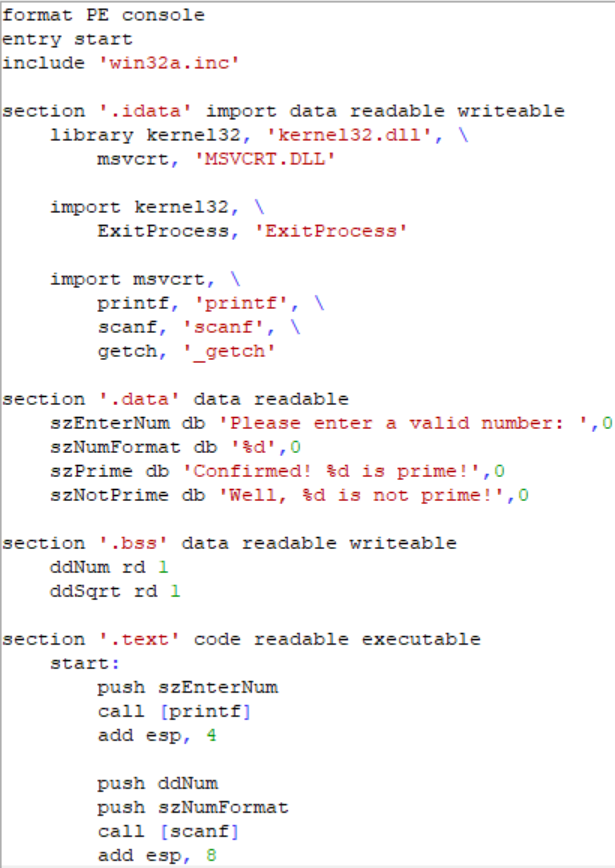 format PE console
entry start
include 'win32a.inc'
section '.idata' import data readable writeable
library kernel32, 'kernel32.dll', \
msvcrt, 'MSVCRT.DLL'
import kernel32, \
ExitProcess, 'ExitProcess'
import msvcrt, \
printf, 'printf', \
scanf, 'scanf', \
getch, '_getch'
section '.data' data readable
szEnterNum db 'Please enter a valid number: ',0
szNumFormat db '%d',0
szPrime db 'Confirmed! %d is prime!',0
szNotPrime db 'Well, %d is not prime!',0
section '.bss' data readable writeable
ddNum rd 1
ddSqrt rd 1
section '.text' code readable executable
start:
push szEnterNum
call [printf]
add esp, 4
push ddNum
push szNumFormat
call [scanf]
add esp, 8